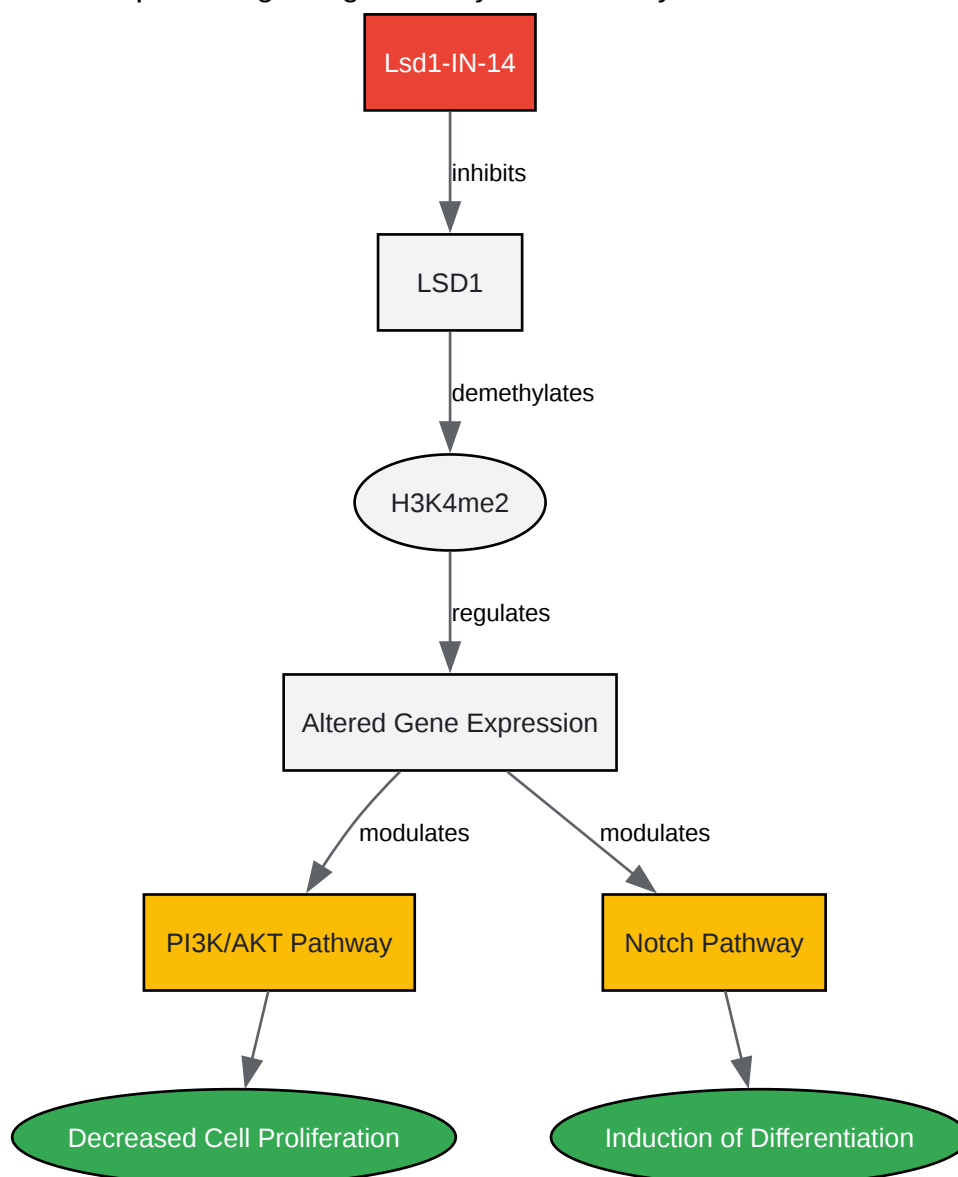 Lsd1-IN-14
inhibits
LSD1
demethylates
H3K4me2
regulates
Altered Gene Expression
modulates
modulates
PI3K/AKT Pathway
Notch Pathway
Decreased Cell Proliferation
Induction of Differentiation